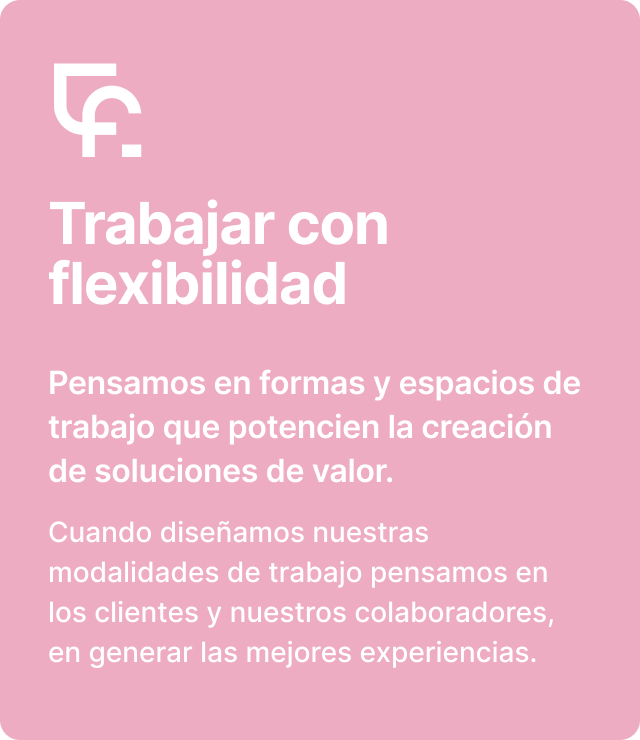 Trabajar con
flexibilidad
Pensamos en formas y espacios de
trabajo que potencien la creación
de soluciones de valor.
Cuando diseñamos nuestras
modalidades de trabajo pensamos en
los clientes y nuestros colaboradores,
en generar las mejores experiencias.